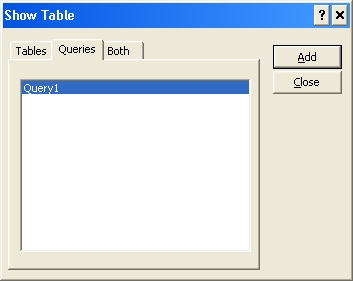 Show Table
? ×
Tables Queries Both
Add
Close
Query1